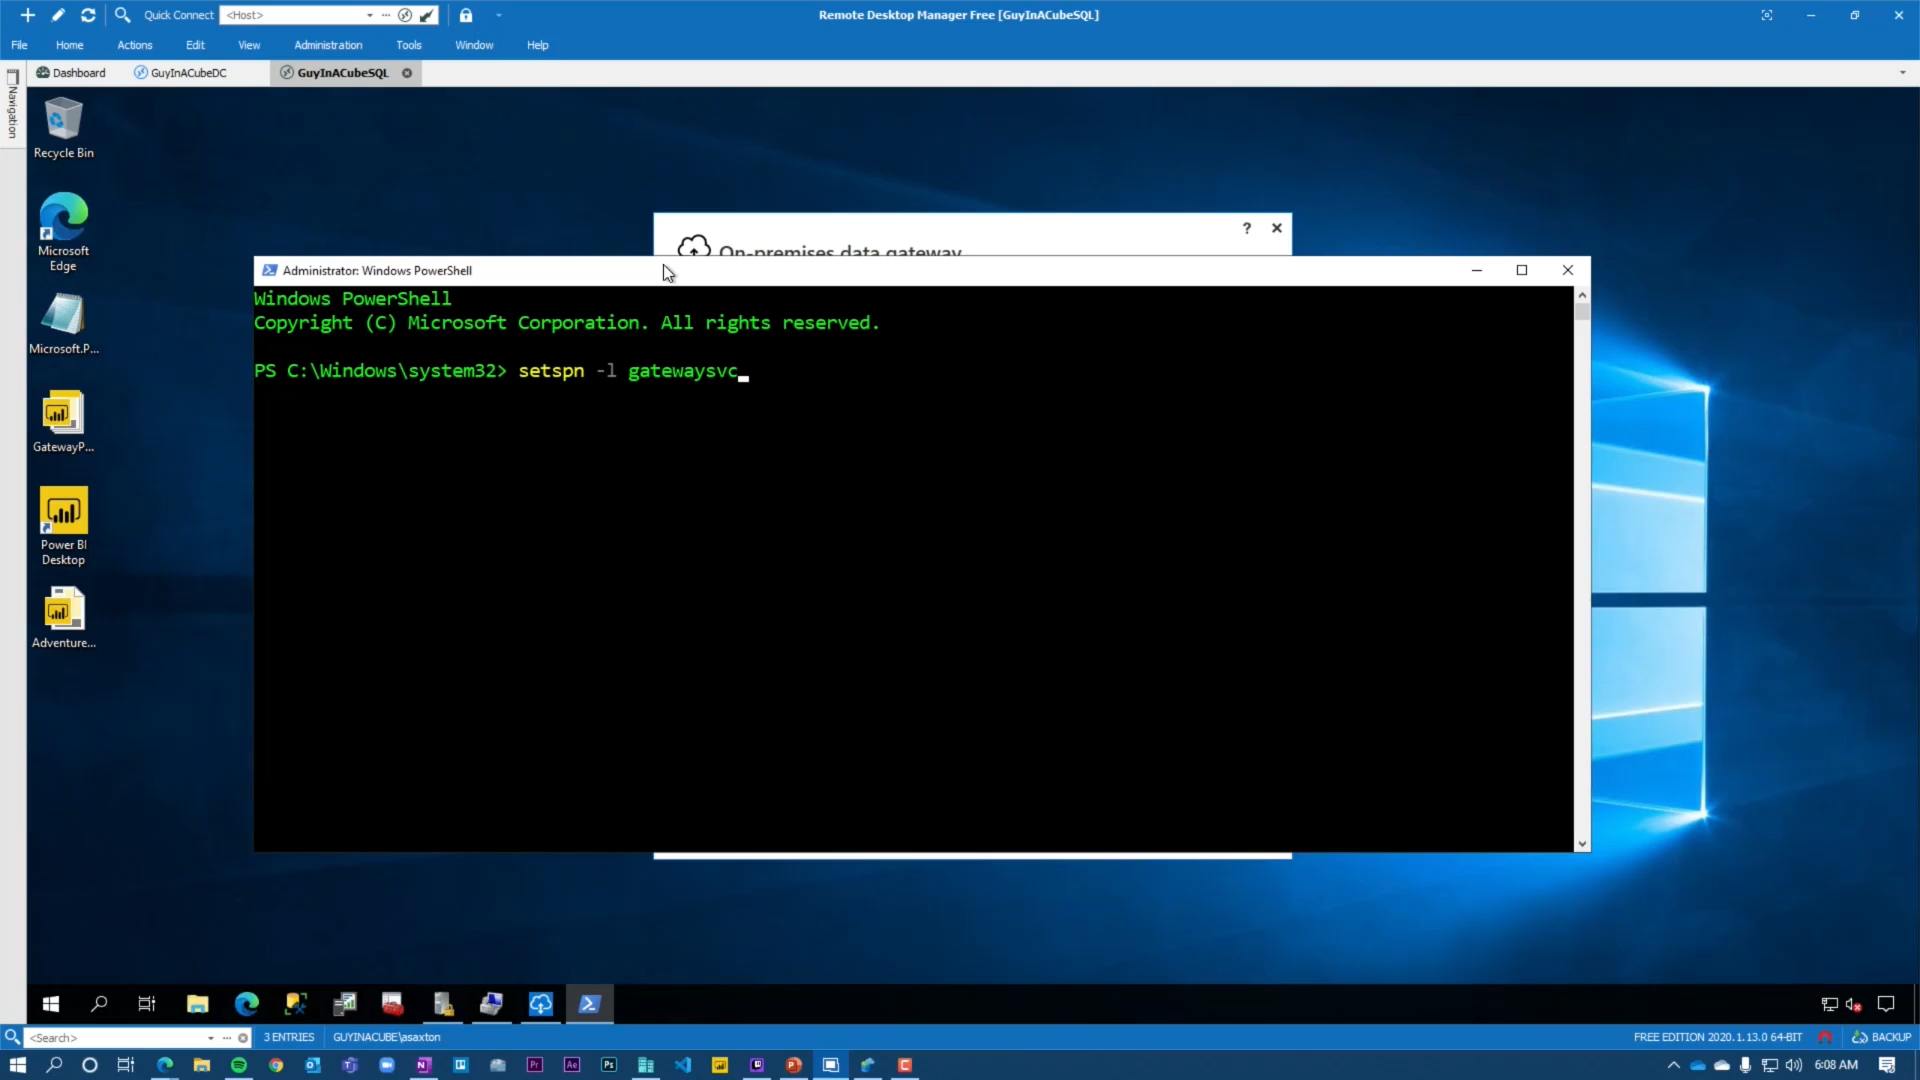 Quick Connect
<Host>
Remote Desktop Manager Free [GuyInACubeSQL]
File
Home
Actions
Edit
View
Administration
Tools
Window
Help
Navigation
Dashboard
GuyInACubeDC
GuyInACubeSQL
Recycle Bin
Microsoft
Edge
Microsoft.P...
GatewayP...
Power BI
Desktop
Adventure...
On-premises data gateway
Administrator: Windows PowerShell
Windows PowerShell
Copyright (C) Microsoft Corporation. All rights reserved.
PS C:\Windows\system32> setspn -l gatewaysvc
<Search>
3 ENTRIES
GUYINACUBE\asaxton
FREE EDITION 2020.1.13.0 64-BIT
BACKUP
6:08 AM